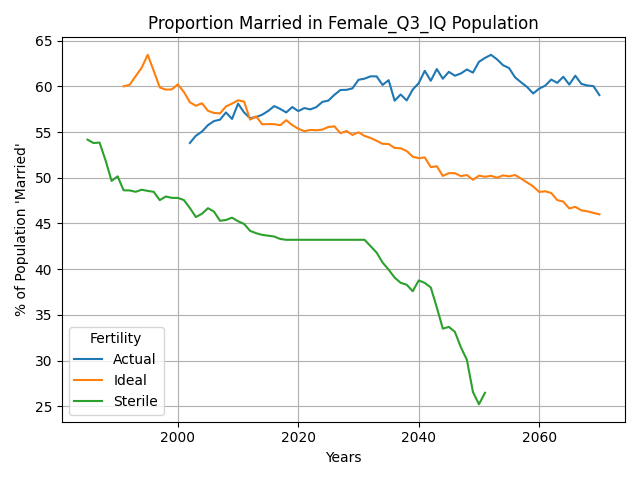 Proportion Married in Female_Q3_IQ Population
% of Population 'Married'
65
60
55
50
45
40
35
30
25
Fertility
Actual
Ideal
Sterile
2000
2020
2040
2060
Years